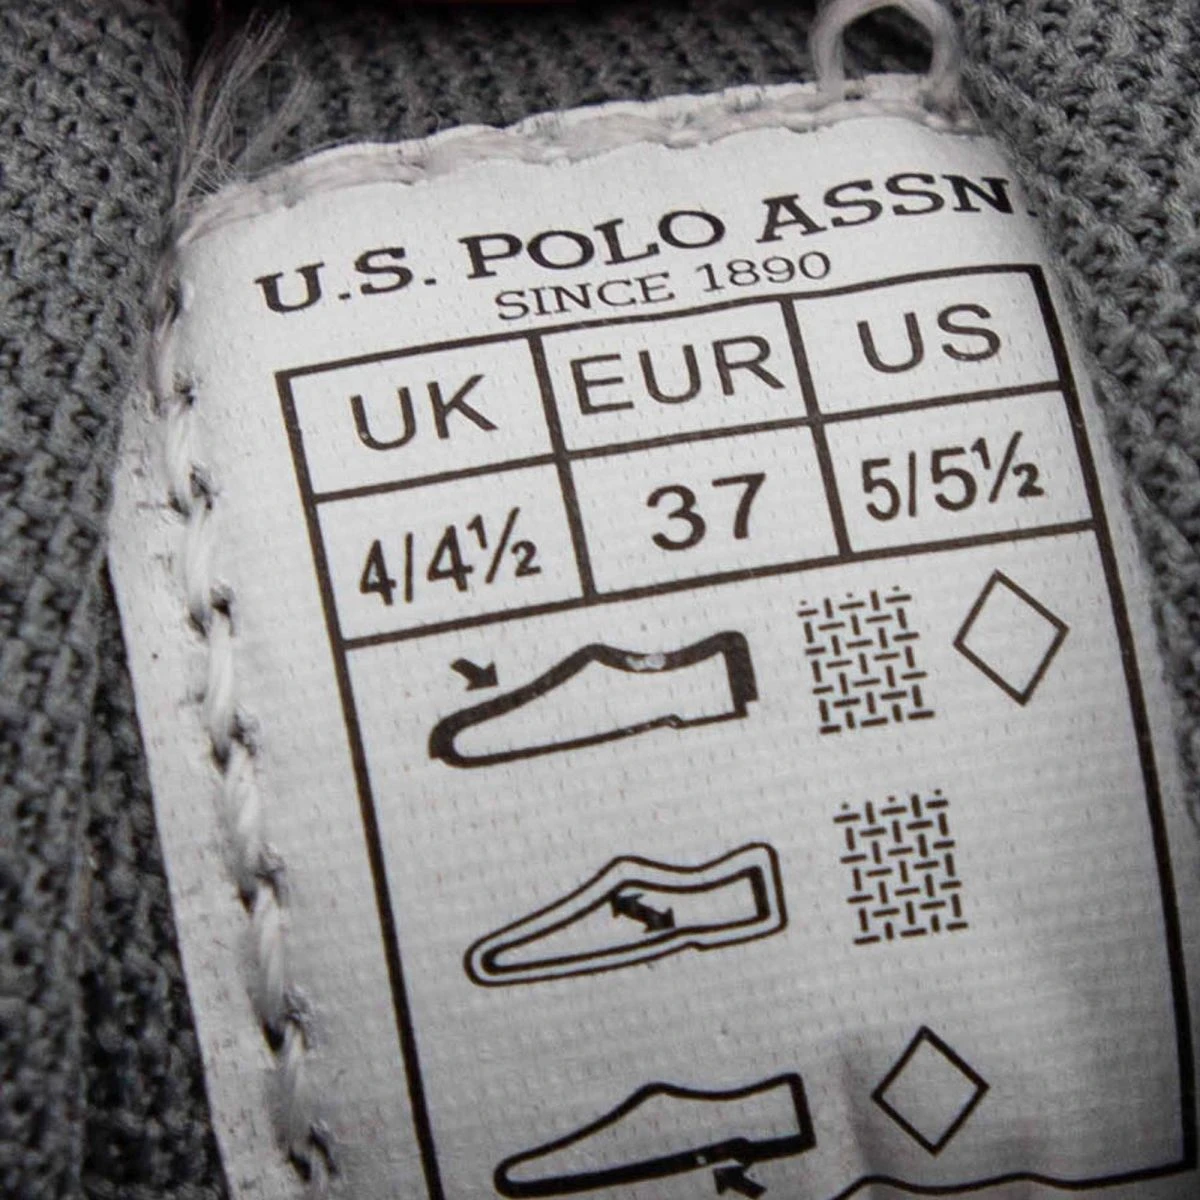 U.S. POLO ASSN.
SINCE 1890
UK EUR US
4/4½ 37 5/5½